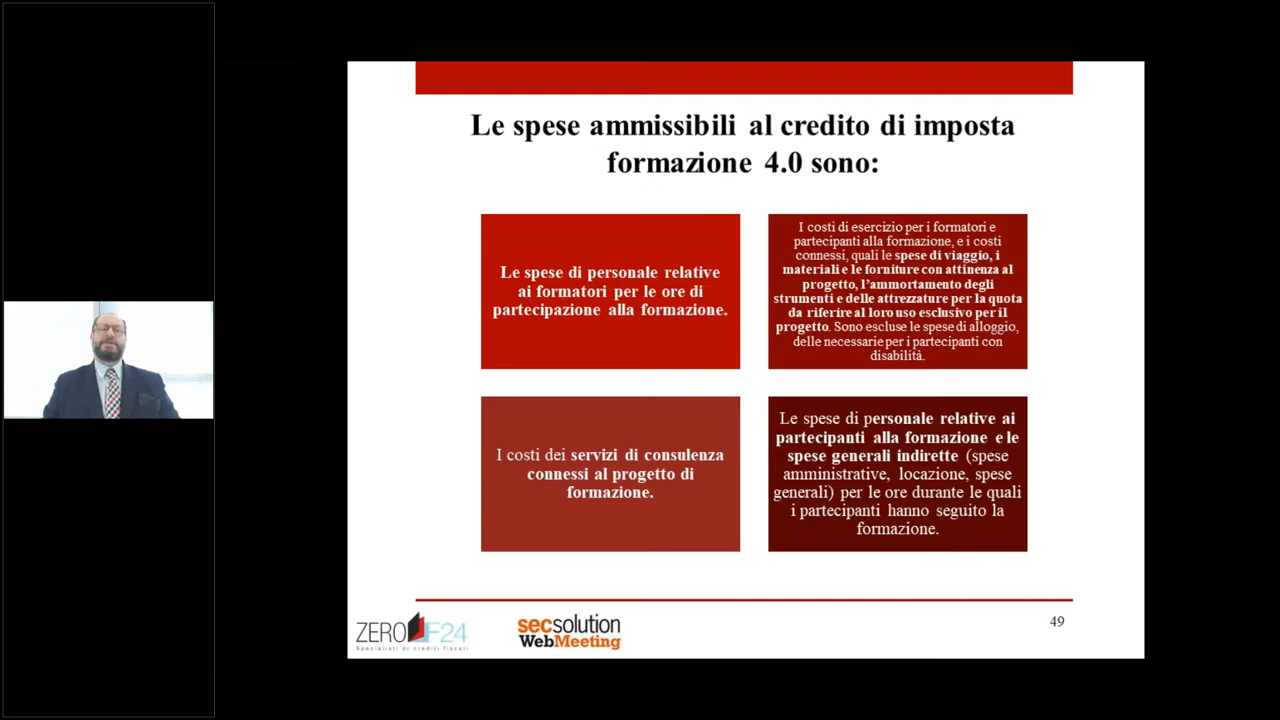 Le spese ammissibili al credito di imposta
formazione 4.0 sono:
Le spese di personale relative
ai formatori per le ore di
partecipazione alla formazione.
I costi di esercizio per i formatori e
partecipanti alla formazione, e i costi
connessi, quali le spese di viaggio, i
materiali e le forniture con attinenza al
progetto, l'ammortamento degli
strumenti e delle attrezzature per la quota
da riferire al loro uso esclusivo per il
progetto. Sono escluse le spese di alloggio,
delle necessarie per i partecipanti con
disabilità.
I costi dei servizi di consulenza
connessi al progetto di
formazione.
Le spese di personale relative ai
partecipanti alla formazione e le
spese generali indirette (spese
amministrative, locazione, spese
generali) per le ore durante le quali
i partecipanti hanno seguito la
formazione.
ZERO F24
Specialisti di crediti fiscali
secsolution
WebMeeting
49